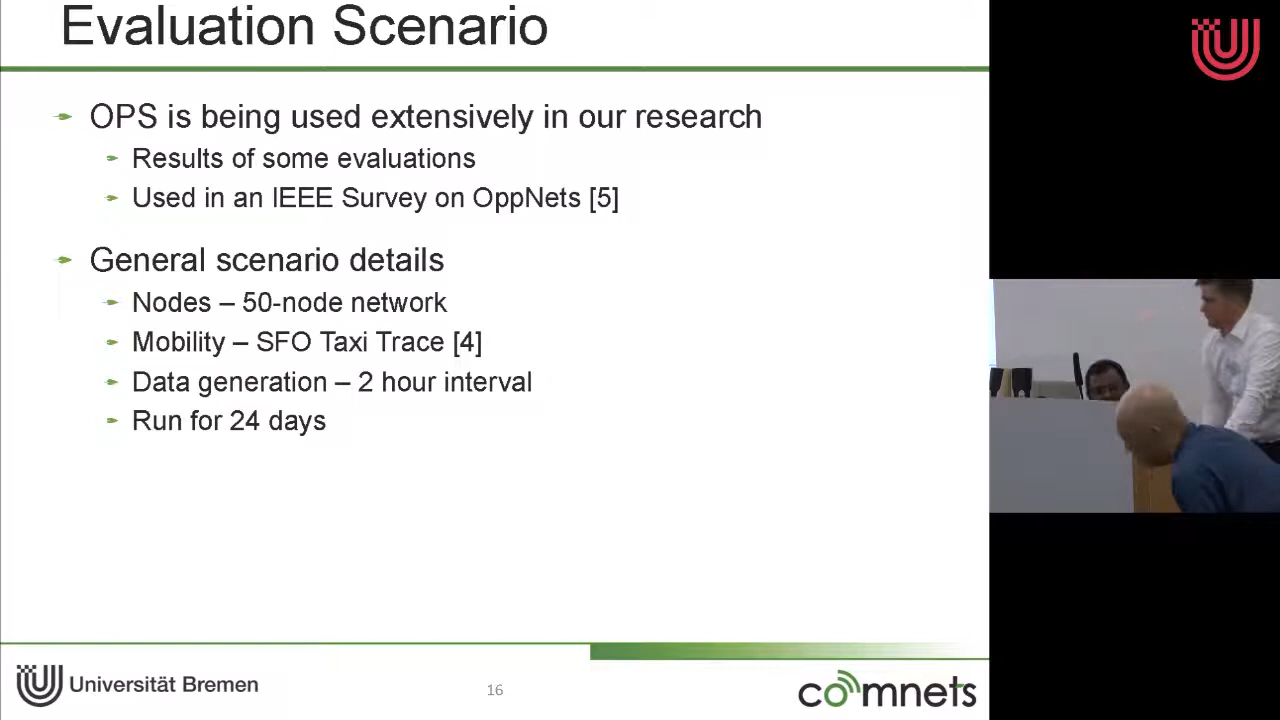 Evaluation Scenario
OPS is being used extensively in our research
Results of some evaluations
Used in an IEEE Survey on OppNets [5]
General scenario details
Nodes – 50-node network
Mobility – SFO Taxi Trace [4]
Data generation – 2 hour interval
Run for 24 days
Universität Bremen
16
comnets